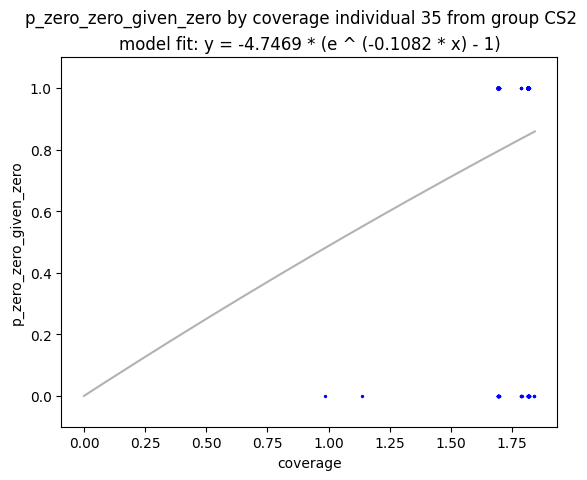 p_zero_zero_given_zero by coverage individual 35 from group CS2
model fit: y = -4.7469 * (e ^ (-0.1082 * x) - 1)
1.0
0.8
0.6
0.4
0.2
0.0
p_zero_zero_given_zero
0.00 0.25 0.50 0.75 1.00 1.25 1.50 1.75
coverage